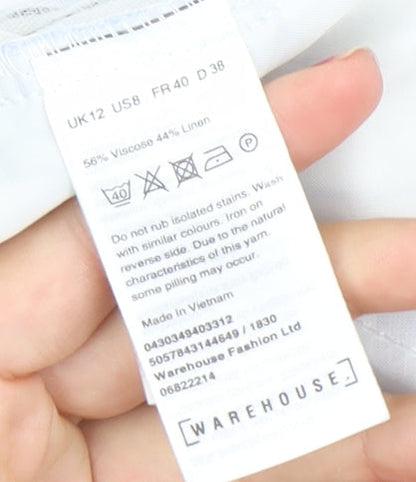 UK12 US8 FR40 D38
56% Viscose 44% Linen
40 P
Do not rub isolated stains. Wash
with similar colours. Iron on
reverse side. Due to the natural
characteristics of this yarn,
some pilling may occur.
Made in Vietnam
0430349403312
5057843144649 / 1830
Warehouse Fashion Ltd
06822214
[WAREHOUSE.]